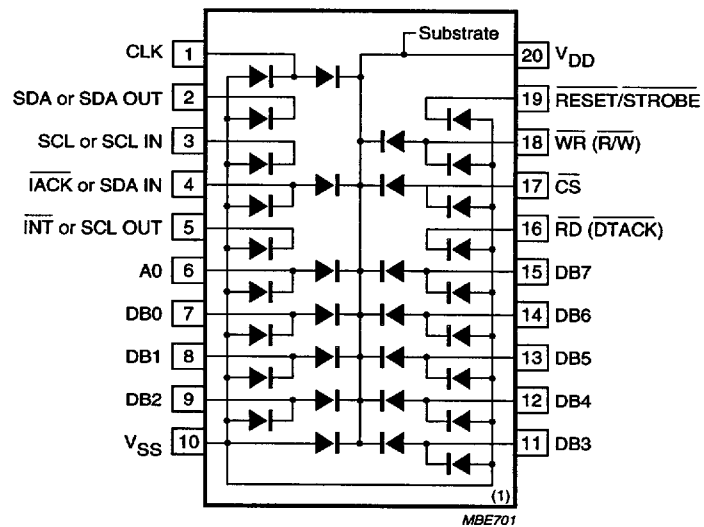 Substrate
CLK 1
SDA or SDA OUT 2
SCL or SCL IN 3
IACK or SDA IN 4
INT or SCL OUT 5
A0 6
DB0 7
DB1 8
DB2 9
VSS 10
20 VDD
19 RESET/STROBE
18 WR (R/W)
17 CS
16 RD (DTACK)
15 DB7
14 DB6
13 DB5
12 DB4
11 DB3
(1)
MBE701